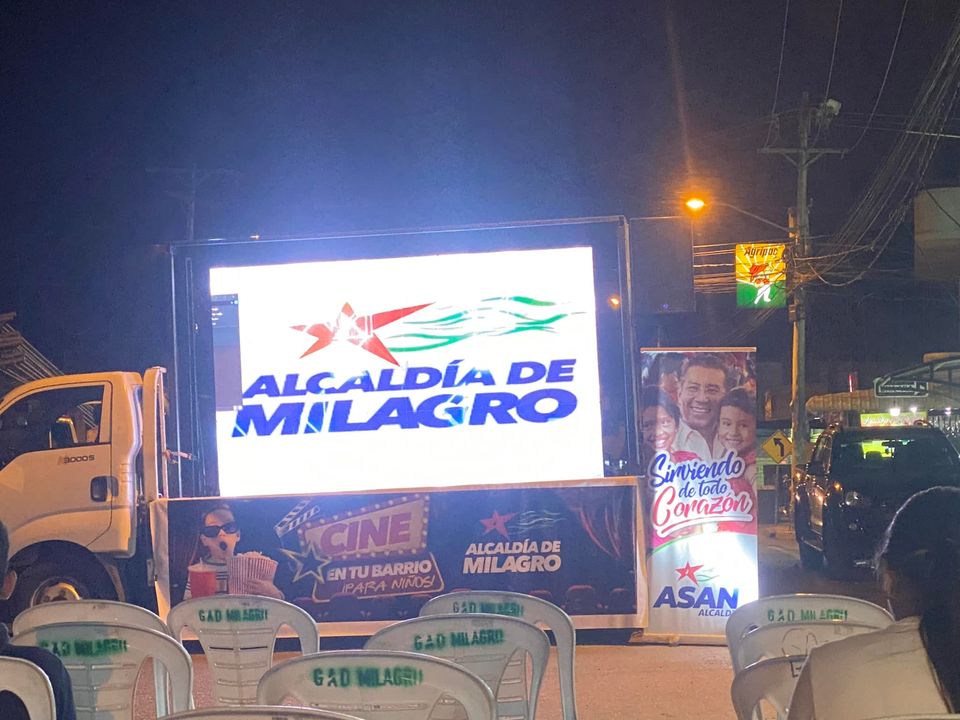 ALCALDÍA DE
MILAGRO
Agripac
3000S
CINE
EN TU BARRIO
¡PARA NIÑOS!
ALCALDÍA DE
MILAGRO
Sirviendo
de todo
Corazón
ASAN
ALCALDE
GAD MILAGRO
GAD MILAGRO
GAD MILAGRO
GAD MILAGRO
GAD MILAGRO
GAD MILAGRO